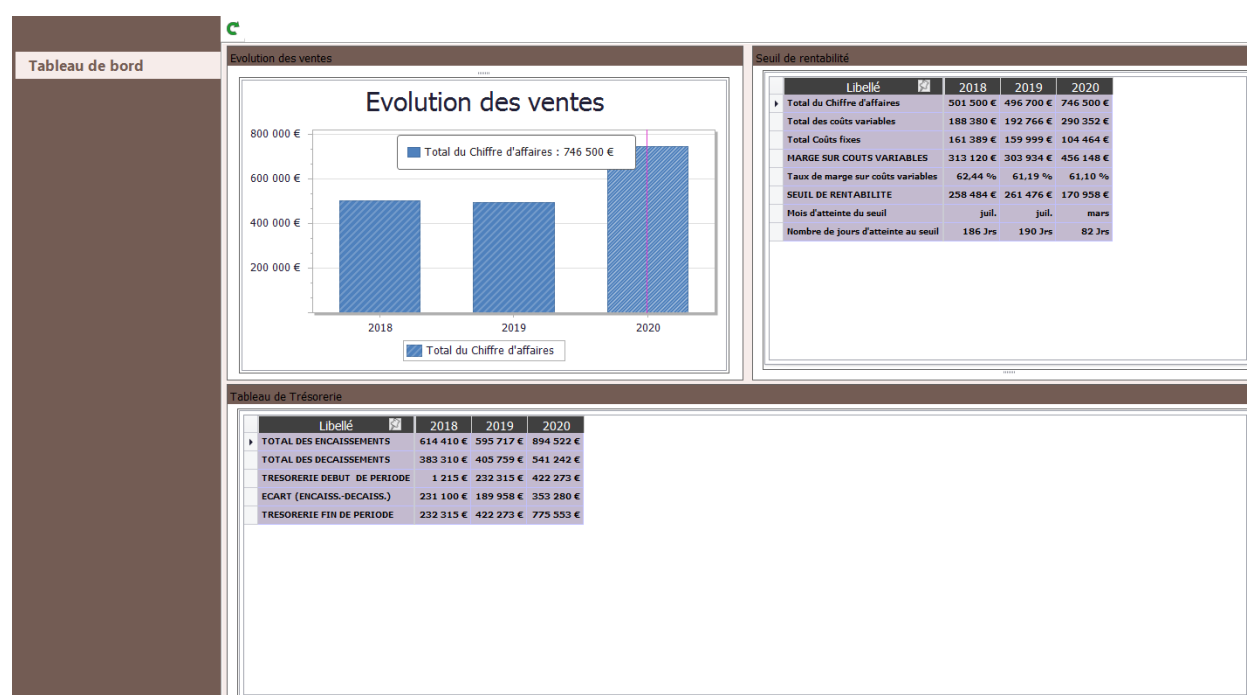 Tableau de bord
Evolution des ventes
Evolution des ventes
800 000 €
600 000 €
400 000 €
200 000 €
Total du Chiffre d'affaires : 746 500 €
2018 2019 2020
Total du Chiffre d'affaires
Seuil de rentabilité
Libellé 2018 2019 2020
Total du Chiffre d'affaires 501 500 € 496 700 € 746 500 €
Total des coûts variables 188 380 € 192 766 € 290 352 €
Total Coûts fixes 161 389 € 159 999 € 104 464 €
MARGE SUR COUTS VARIABLES 313 120 € 303 934 € 456 148 €
Taux de marge sur coûts variables 62,44 % 61,19 % 61,10 %
SEUIL DE RENTABILITE 258 484 € 261 476 € 170 958 €
Mois d'atteinte du seuil juil. juil. mars
Nombre de jours d'atteinte au seuil 186 Jrs 190 Jrs 82 Jrs
Tableau de Trésorerie
Libellé 2018 2019 2020
TOTAL DES ENCAISSEMENTS 614 410 € 595 717 € 894 522 €
TOTAL DES DECAISSEMENTS 383 310 € 405 759 € 541 242 €
TRESORERIE DEBUT DE PERIODE 1 215 € 232 315 € 422 273 €
ECART (ENCAISS.-DECAISS.) 231 100 € 189 958 € 353 280 €
TRESORERIE FIN DE PERIODE 232 315 € 422 273 € 775 553 €